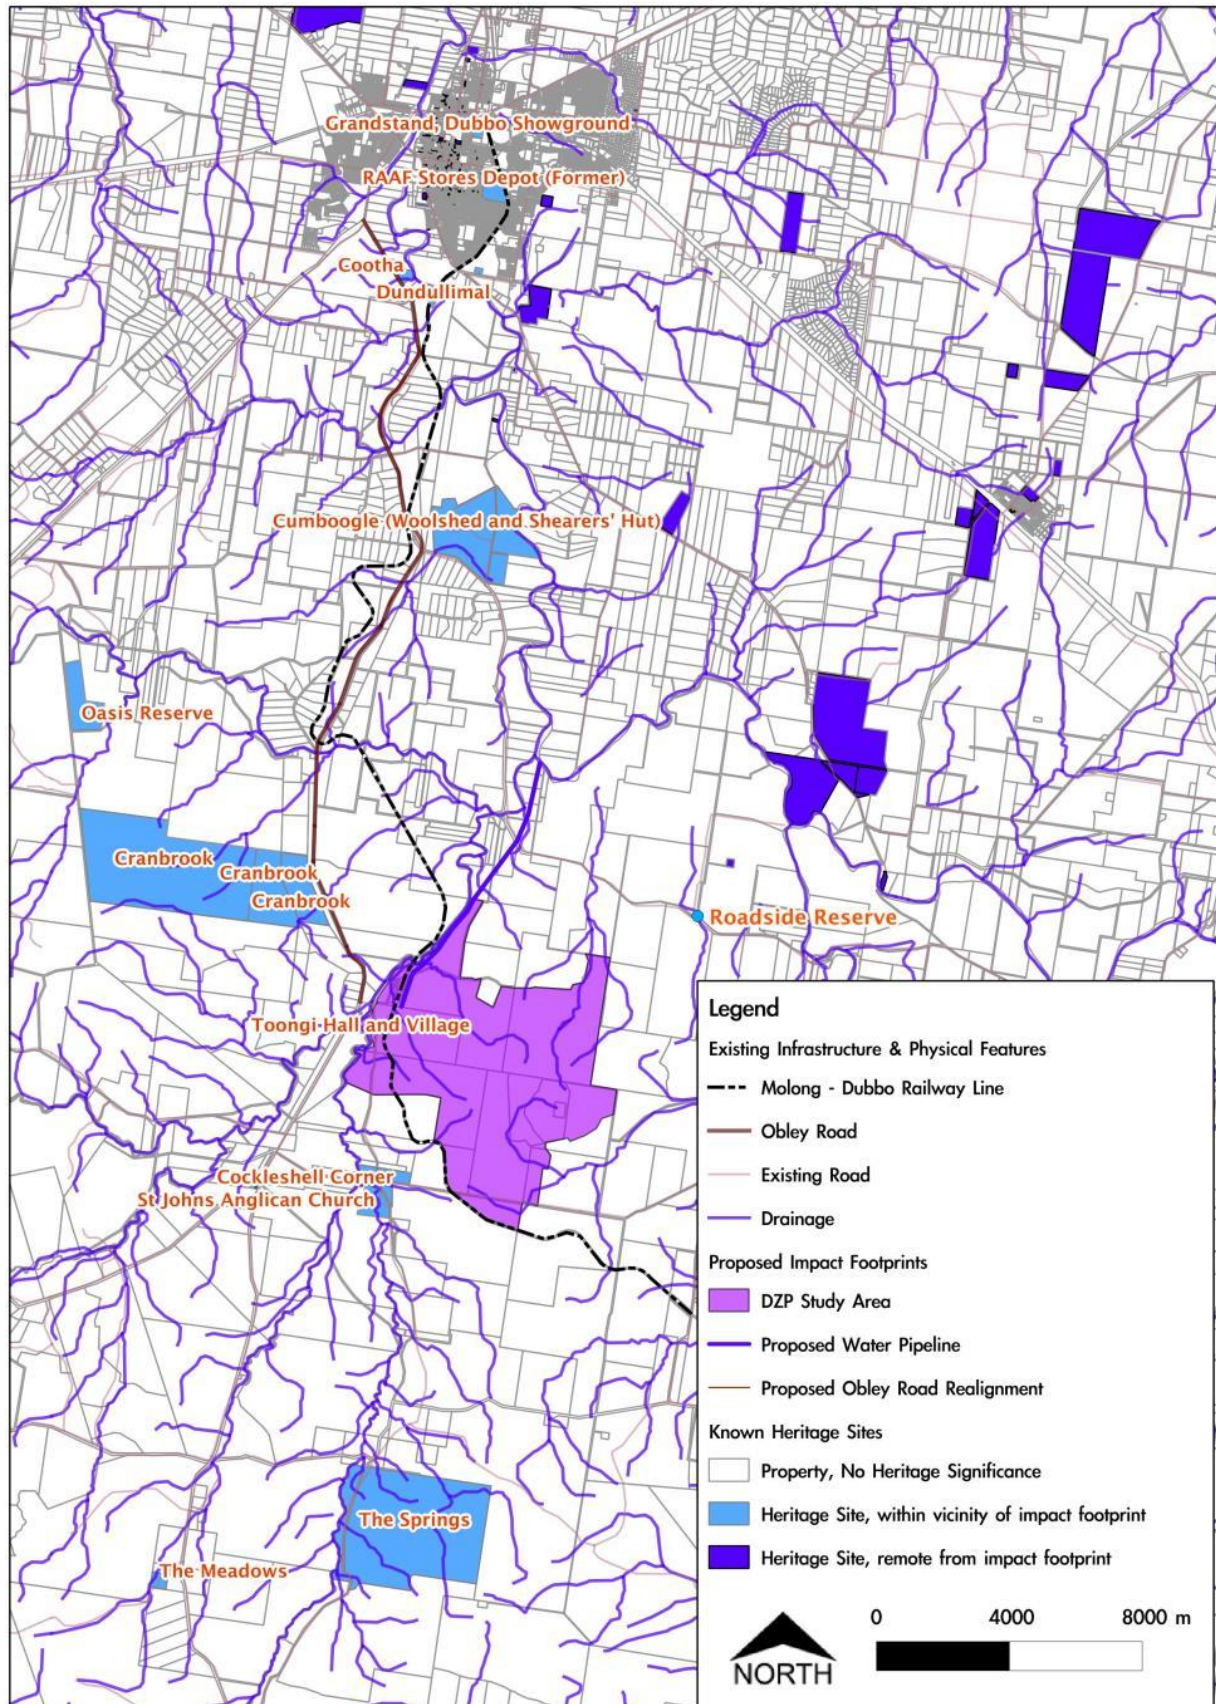 Grandstand, Dubbo Showground
RAAF Stores Depot (Former)
Cootha
Dundullimal
Cumboogle (Woolshed and Shearers' Hut)
Oasis Reserve
Cranbrook
Cranbrook
Cranbrook
Roadside Reserve
Toongi Hall and Village
Cockleshell Corner
St Johns Anglican Church
The Springs
The Meadows
Legend
Existing Infrastructure & Physical Features
Molong - Dubbo Railway Line
Obley Road
Existing Road
Drainage
Proposed Impact Footprints
DZP Study Area
Proposed Water Pipeline
Proposed Obley Road Realignment
Known Heritage Sites
Property, No Heritage Significance
Heritage Site, within vicinity of impact footprint
Heritage Site, remote from impact footprint
0 4000 8000 m
NORTH